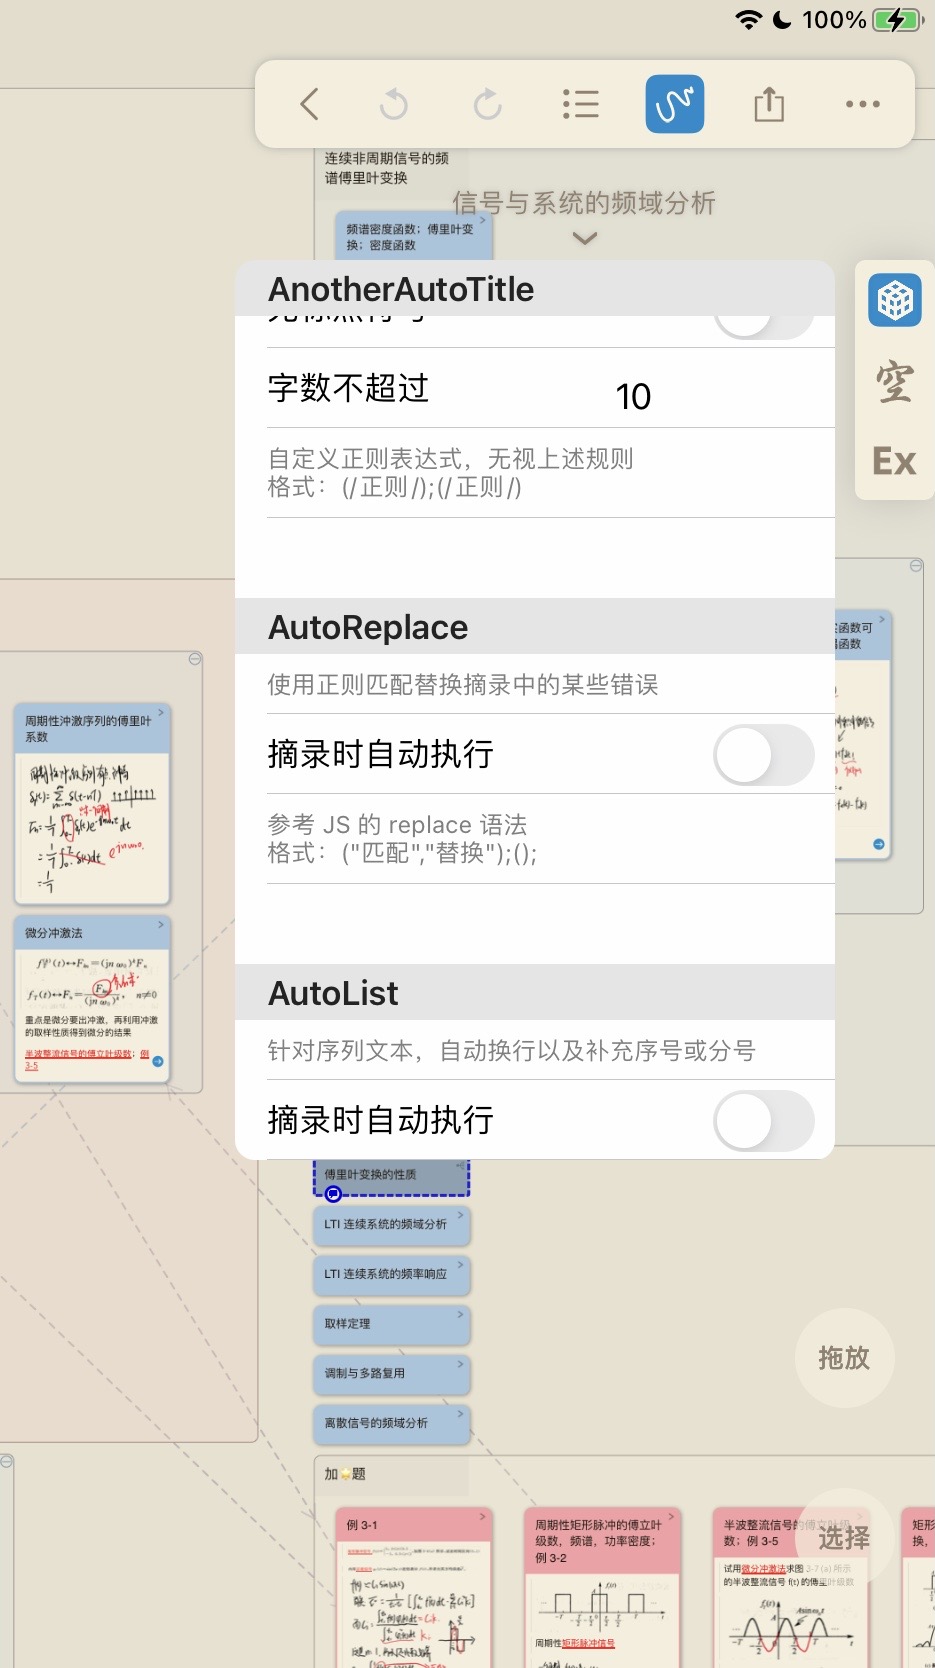 100%
连续非周期信号的频
谱傅里叶变换
信号与系统的频域分析
频谱密度函数；傅里叶变
换；密度函数
AnotherAutoTitle
字数不超过
10
自定义正则表达式，无视上述规则
格式：(/正则/);(/正则/)
空
Ex
AutoReplace
使用正则匹配替换摘录中的某些错误
摘录时自动执行
参考 JS 的 replace 语法
格式：("匹配","替换");();
AutoList
针对序列文本，自动换行以及补充序号或分号
摘录时自动执行
函数可
函数
周期性冲激序列的傅里叶
系数
微分冲激法
重点是微分要出冲激，再利用冲激
的取样性质得到微分的结果
半波整流信号的傅立叶级数；例
3-5
傅里叶变换的性质
LTI 连续系统的频域分析
LTI 连续系统的频率响应
取样定理
调制与多路复用
离散信号的频域分析
拖放
选择
加🌟题
例 3-1
周期性矩形脉冲的傅立叶
级数，频谱，功率密度；
例 3-2
周期性矩形脉冲信号
半波整流信号的傅立叶级
数；例 3-5
试用微分冲激法求图 3-7 (a) 所示
的半波整流信号 f(t) 的傅里叶级数
矩形
换，